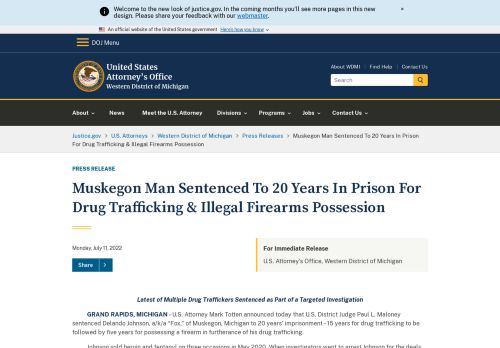 Welcome to the new look of justice.gov. In the coming months you'll see more pages in this new
design. Please share your feedback with our webmaster.
×
An official website of the United States government Here's how you know
DOJ Menu
United States
Attorney's Office
Western District of Michigan
About WDMI
Find Help
Contact Us
Search
About News Meet the U.S. Attorney Divisions Programs Jobs Contact Us
Justice.gov > U.S. Attorneys > Western District of Michigan > Press Releases > Muskegon Man Sentenced To 20 Years In Prison
For Drug Trafficking & Illegal Firearms Possession
PRESS RELEASE
Muskegon Man Sentenced To 20 Years In Prison For
Drug Trafficking & Illegal Firearms Possession
Monday, July 11, 2022
Share >
For Immediate Release
U.S. Attorney's Office, Western District of Michigan
Latest of Multiple Drug Traffickers Sentenced as Part of a Targeted Investigation
GRAND RAPIDS, MICHIGAN – U.S. Attorney Mark Totten announced today that U.S. District Judge Paul L. Maloney
sentenced Delando Johnson, a/k/a "Fox," of Muskegon, Michigan to 20 years' imprisonment – 15 years for drug trafficking to be
followed by five years for possessing a firearm in furtherance of his drug trafficking.
Johnson sold heroin and fentanyl on three occasions in May 2020. When investigators went to arrest Johnson for the deals